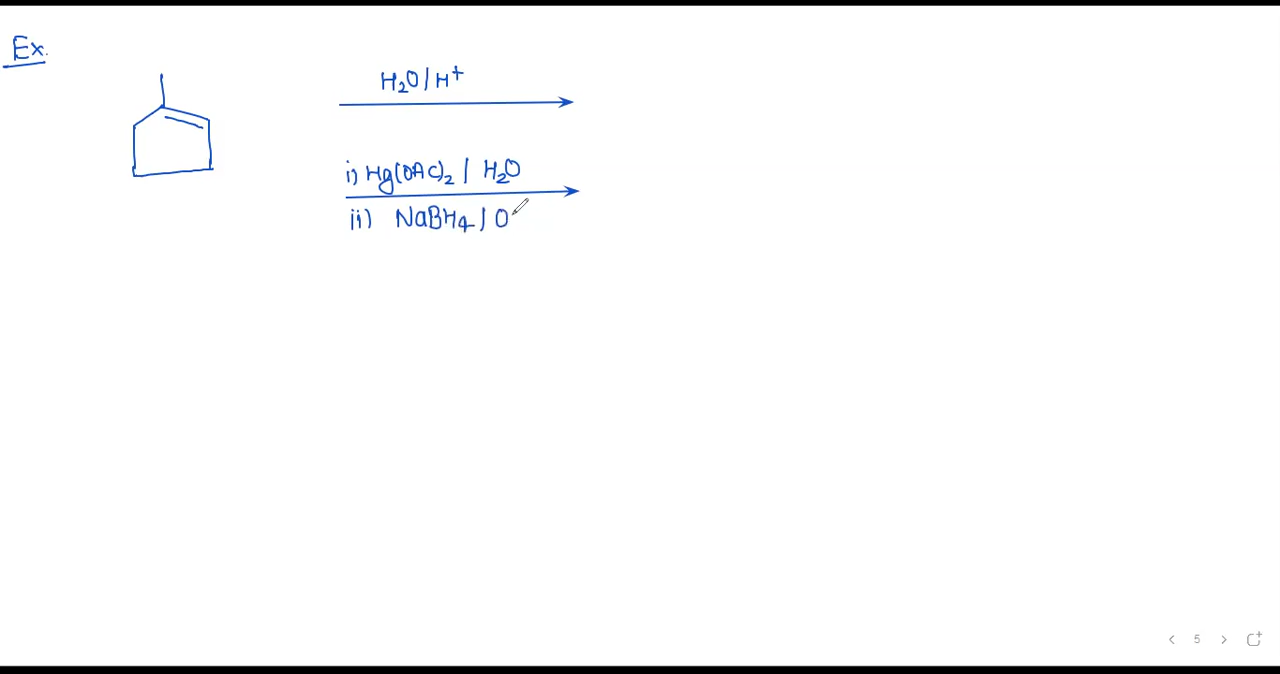 Ex.
H₂O/H⁺
i) Hg(OAC)₂ / H₂O
ii) NaBH₄ / O
< 5 >